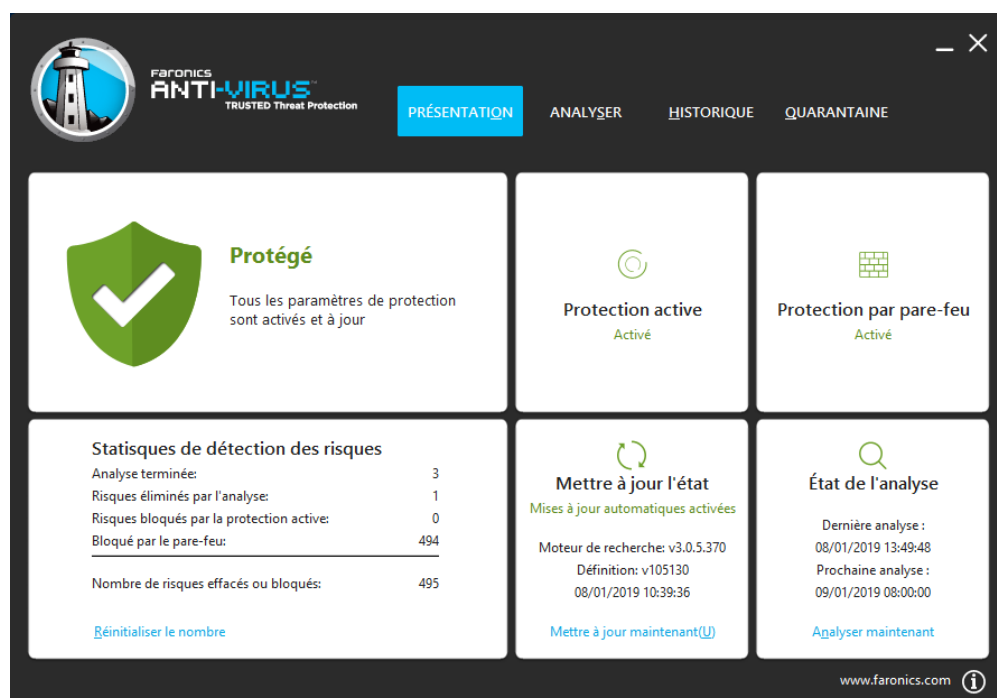 Faronics
ANTI-VIRUS™
TRUSTED Threat Protection
PRÉSENTATION
ANALYSER
HISTORIQUE
QUARANTAINE
Protégé
Tous les paramètres de protection
sont activés et à jour
Protection active
Activé
Protection par pare-feu
Activé
Statisques de détection des risques
Analyse terminée: 3
Risques éliminés par l'analyse: 1
Risques bloqués par la protection active: 0
Bloqué par le pare-feu: 494
Nombre de risques effacés ou bloqués: 495
Réinitialiser le nombre
Mettre à jour l'état
Mises à jour automatiques activées
Moteur de recherche: v3.0.5.370
Définition: v105130
08/01/2019 10:39:36
Mettre à jour maintenant(U)
État de l'analyse
Dernière analyse :
08/01/2019 13:49:48
Prochaine analyse :
09/01/2019 08:00:00
Analyser maintenant
www.faronics.com